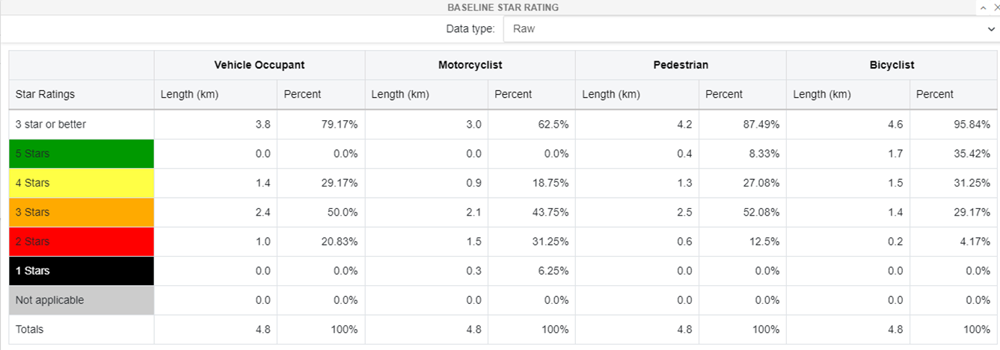 BASELINE STAR RATING
Data type: Raw
Vehicle Occupant Motorcyclist Pedestrian Bicyclist
Star Ratings Length (km) Percent Length (km) Percent Length (km) Percent Length (km) Percent
3 star or better 3.8 79.17% 3.0 62.5% 4.2 87.49% 4.6 95.84%
5 Stars 0.0 0.0% 0.0 0.0% 0.4 8.33% 1.7 35.42%
4 Stars 1.4 29.17% 0.9 18.75% 1.3 27.08% 1.5 31.25%
3 Stars 2.4 50.0% 2.1 43.75% 2.5 52.08% 1.4 29.17%
2 Stars 1.0 20.83% 1.5 31.25% 0.6 12.5% 0.2 4.17%
1 Stars 0.0 0.0% 0.3 6.25% 0.0 0.0% 0.0 0.0%
Not applicable 0.0 0.0% 0.0 0.0% 0.0 0.0% 0.0 0.0%
Totals 4.8 100% 4.8 100% 4.8 100% 4.8 100%